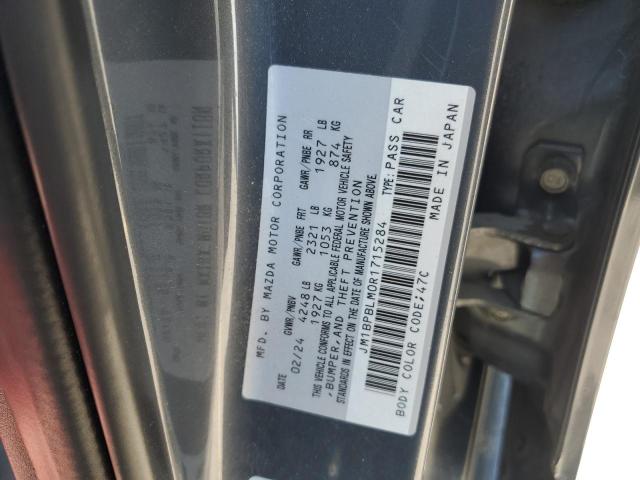 MFD. BY MAZDA MOTOR CORPORATION
DATE GVWR/PNBV GAWR/PNBE FRT GAWR/PNBE RR
02/24 4248 LB 2321 LB 1927 LB
1927 KG 1053 KG 874 KG
THIS VEHICLE CONFORMS TO ALL APPLICABLE FEDERAL MOTOR VEHICLE SAFETY
,BUMPER,AND THEFT PREVENTION
STANDARDS IN EFFECT ON THE DATE OF MANUFACTURE SHOWN ABOVE.
JM1BPBLM0R1715284 TYPE:PASS CAR
BODY COLOR CODE;47C MADE IN JAPAN